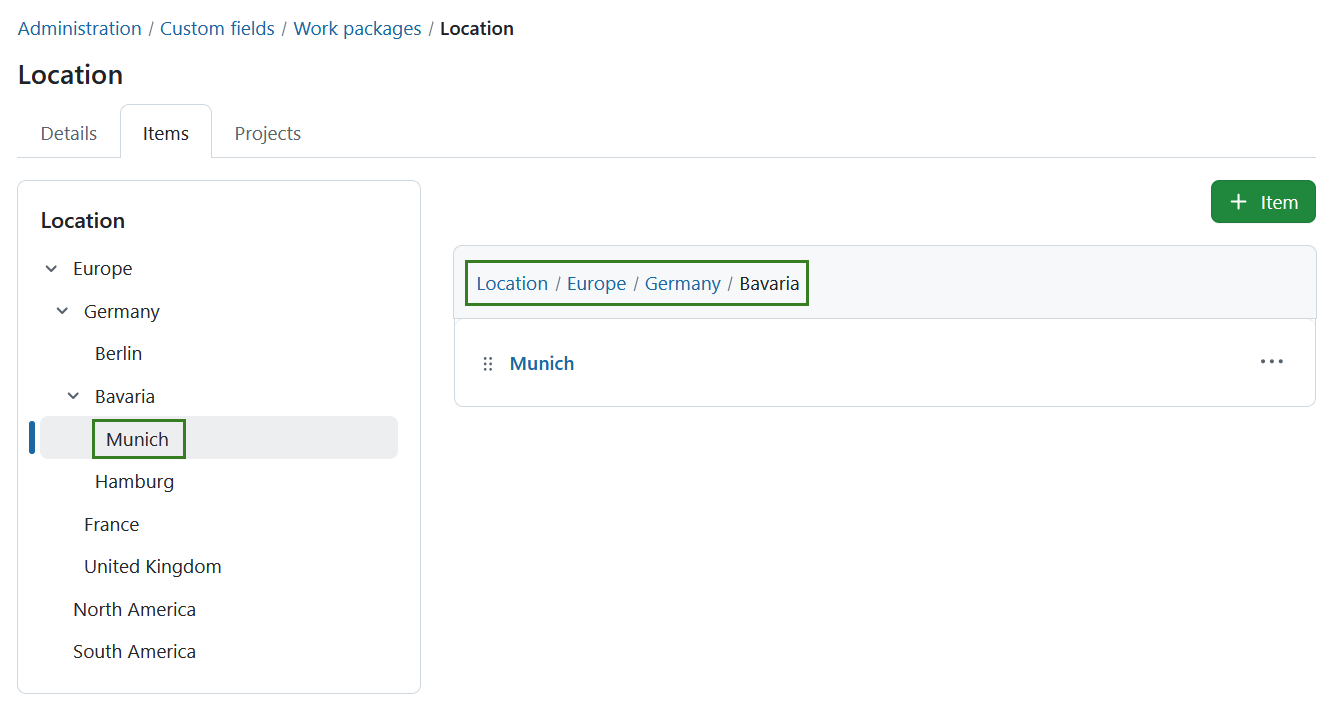 Administration / Custom fields / Work packages / Location
Location
Details Items Projects
Location
Europe
Germany
Berlin
Bavaria
Munich
Hamburg
France
United Kingdom
North America
South America
+ Item
Location / Europe / Germany / Bavaria
Munich